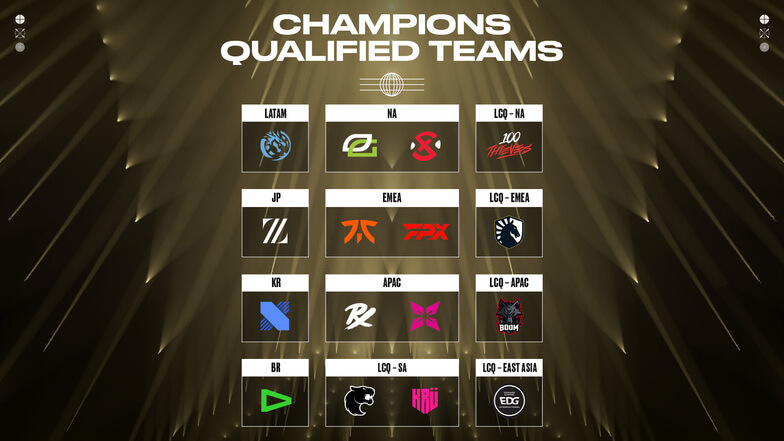 CHAMPIONS
QUALIFIED TEAMS
LATAM
NA
LCQ – NA
100
THIEVES
JP
EMEA
LCQ – EMEA
FPX
KR
APAC
LCQ – APAC
BOOM
BR
LCQ – SA
LCQ – EAST ASIA
KRÜ
EDG